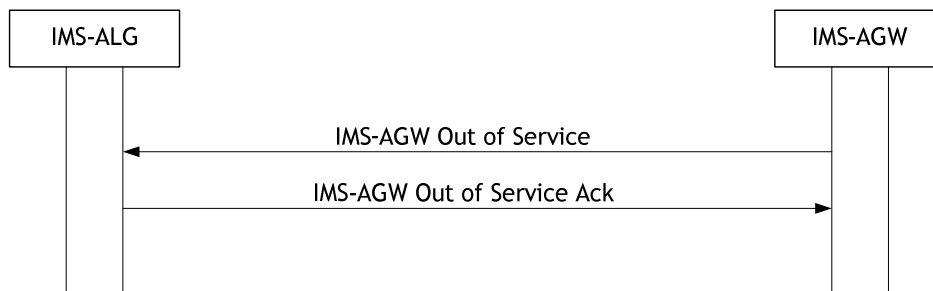 IMS-ALG
IMS-AGW
IMS-AGW Out of Service
IMS-AGW Out of Service Ack